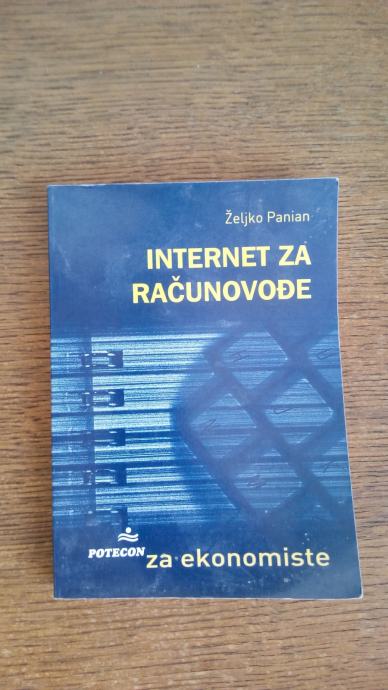 Željko Panian
INTERNET ZA
RAČUNOVOĐE
POTECON
za ekonomiste